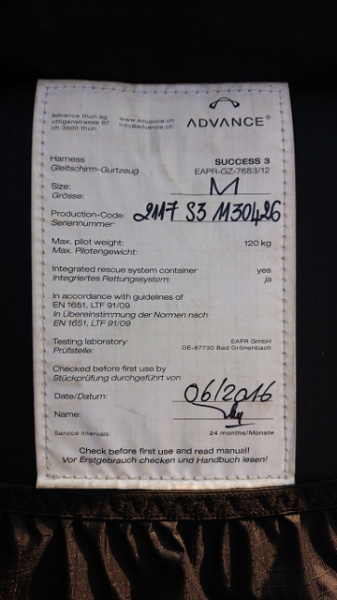 advance thun ag
uttigenstrasse 87
ch 3600 thun
www.advance.ch
info@advance.ch
ADVANCE®
Harness
Gleitschirm-Gurtzeug
SUCCESS 3
EAPR-GZ-7683/12
Size:
Grösse:
M
Production-Code:
Seriennummer:
2117 S3 M30426
Max. pilot weight:
Max. Pilotengewicht:
120 kg
Integrated rescue system container
Integriertes Rettungssystem:
yes
ja
In accordance with guidelines of
EN 1651, LTF 91/09
In Übereinstimmung der Normen nach
EN 1651, LTF 91/09
Testing laboratory:
Prüfstelle:
EAPR GmbH
DE-87730 Bad Grönenbach
Checked before first use by
Stückprüfung durchgeführt von
Date/Datum:
06/2016
Name:
Service intervals:
24 months/Monate
Check before first use and read manual!
Vor Erstgebrauch checken und Handbuch lesen!